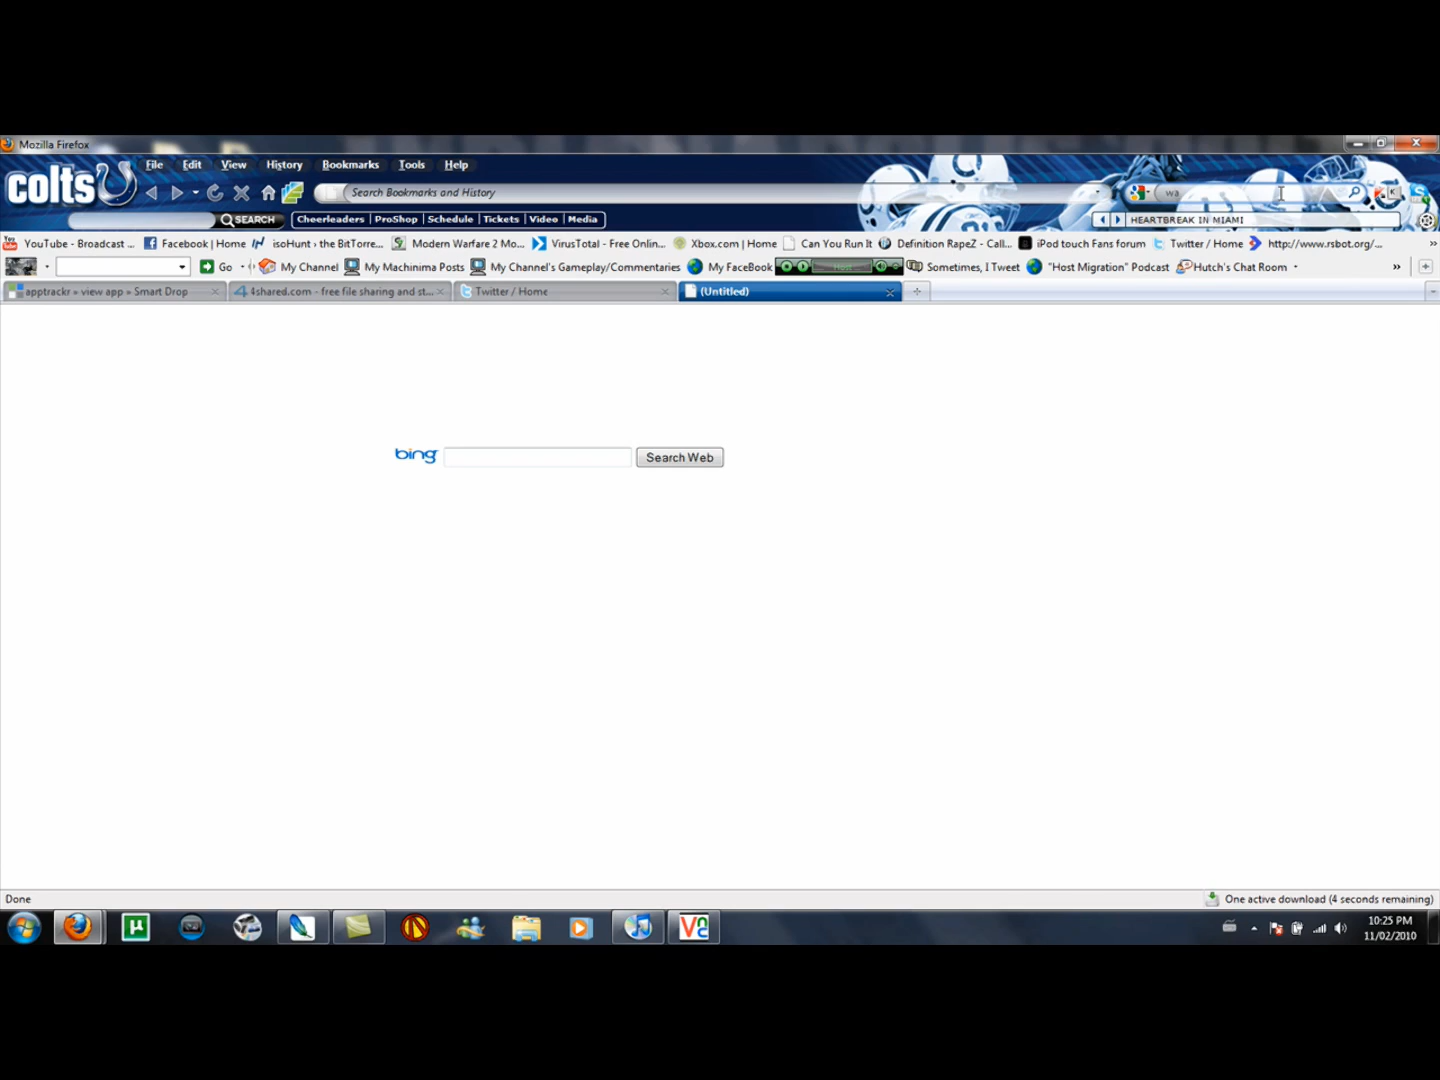 Mozilla Firefox
File Edit View History Bookmarks Tools Help
colts
Search Bookmarks and History
wa
SEARCH
Cheerleaders | ProShop | Schedule | Tickets | Video | Media
HEARTBREAK IN MIAMI
YouTube - Broadcast ... Facebook | Home isoHunt › the BitTorre... Modern Warfare 2 Mo... VirusTotal - Free Onlin... Xbox.com | Home Can You Run It Definition RapeZ - Call... iPod touch Fans forum Twitter / Home http://www.rsbot.org/... »
Go My Channel My Machinima Posts My Channel's Gameplay/Commentaries My FaceBook Sometimes, I Tweet "Host Migration" Podcast Hutch's Chat Room »
apptrackr » view app » Smart Drop 4shared.com - free file sharing and st... Twitter / Home (Untitled)
bing Search Web
Done
One active download (4 seconds remaining)
10:25 PM
11/02/2010